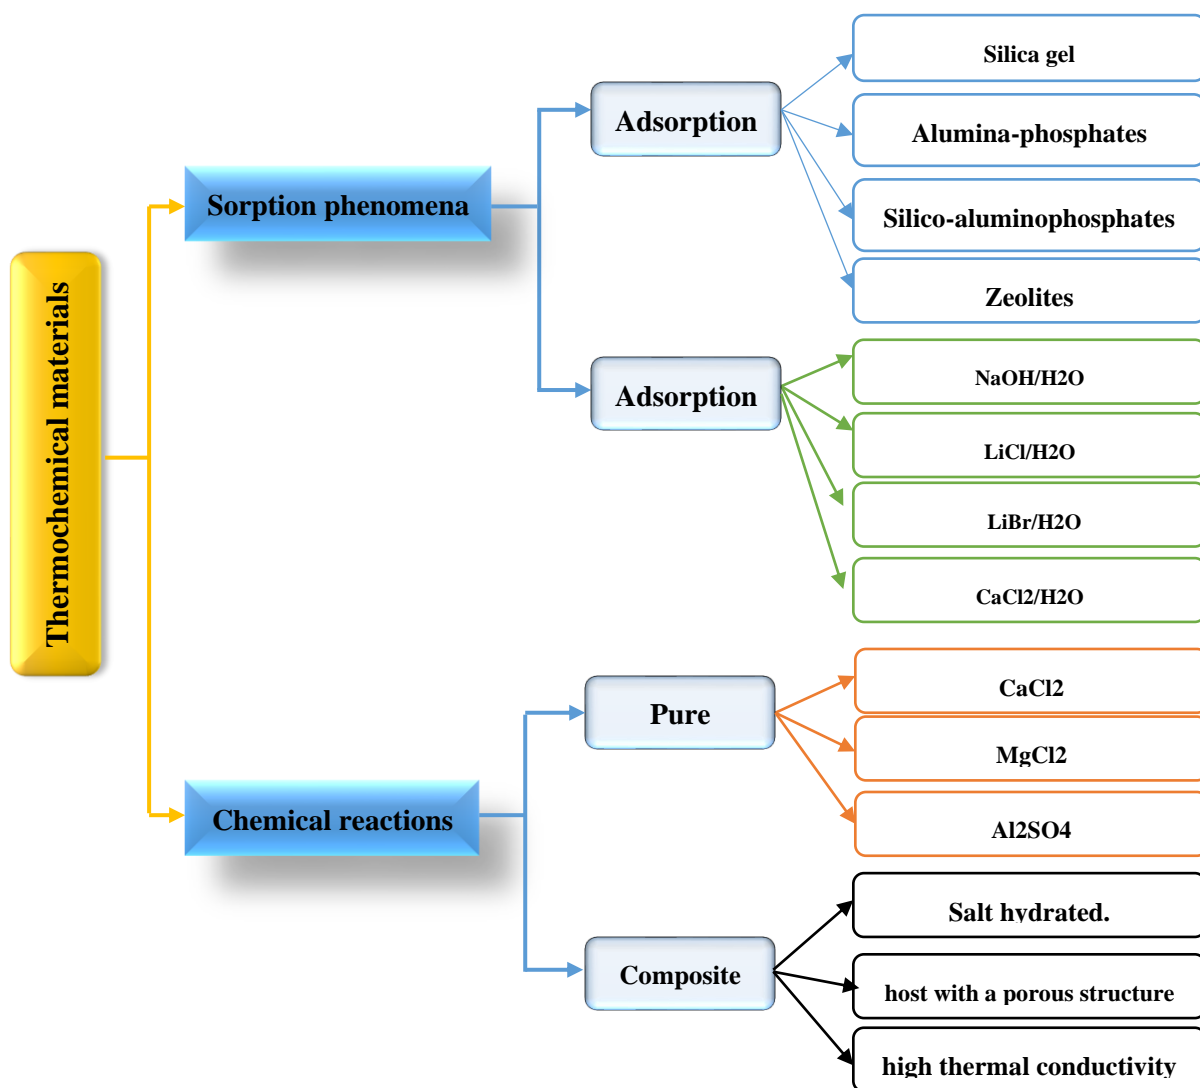 Thermochemical materials
Sorption phenomena
Adsorption
Silica gel
Alumina-phosphates
Silico-aluminophosphates
Zeolites
Adsorption
NaOH/H2O
LiCl/H2O
LiBr/H2O
CaCl2/H2O
Chemical reactions
Pure
CaCl2
MgCl2
Al2SO4
Composite
Salt hydrated.
host with a porous structure
high thermal conductivity